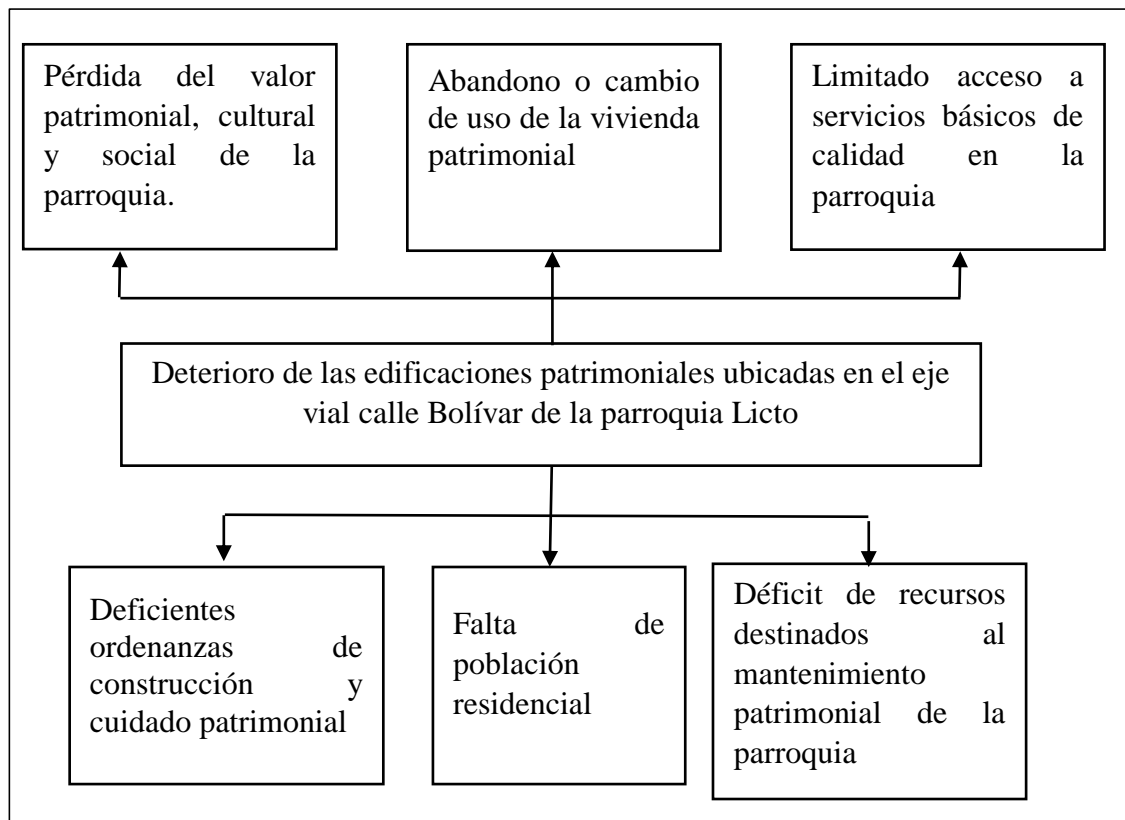 Pérdida del valor
patrimonial, cultural
y social de la
parroquia.
Abandono o cambio
de uso de la vivienda
patrimonial
Limitado acceso a
servicios básicos de
calidad en la
parroquia
Deterioro de las edificaciones patrimoniales ubicadas en el eje
vial calle Bolívar de la parroquia Licto
Deficientes
ordenanzas de
construcción y
cuidado patrimonial
Falta de
población
residencial
Déficit de recursos
destinados al
mantenimiento
patrimonial de la
parroquia